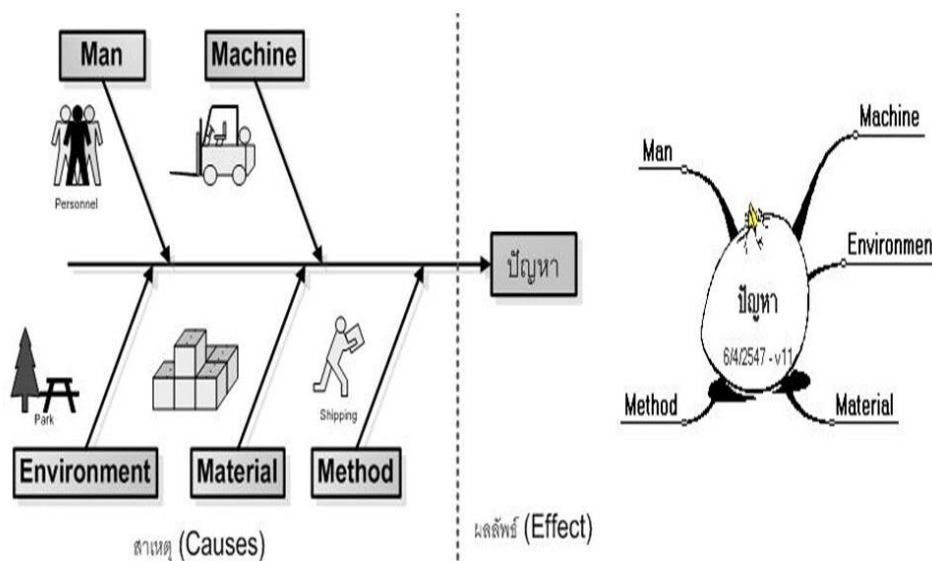 Man
Machine
Personnel
ปัญหา
Park
Shipping
Environment
Material
Method
สาเหตุ (Causes)
ผลลัพธ์ (Effect)
Machine
Man
Environmen
ปัญหา
6/4/2547 - v11
Method
Material